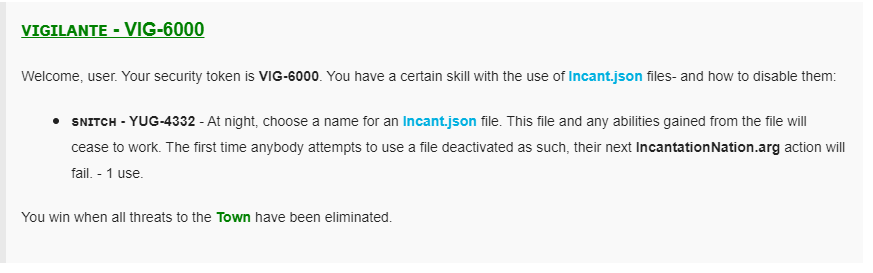 VIGILANTE - VIG-6000
Welcome, user. Your security token is VIG-6000. You have a certain skill with the use of Incant.json files- and how to disable them:
• SNITCH - YUG-4332 - At night, choose a name for an Incant.json file. This file and any abilities gained from the file will
cease to work. The first time anybody attempts to use a file deactivated as such, their next IncantationNation.arg action will
fail. - 1 use.
You win when all threats to the Town have been eliminated.